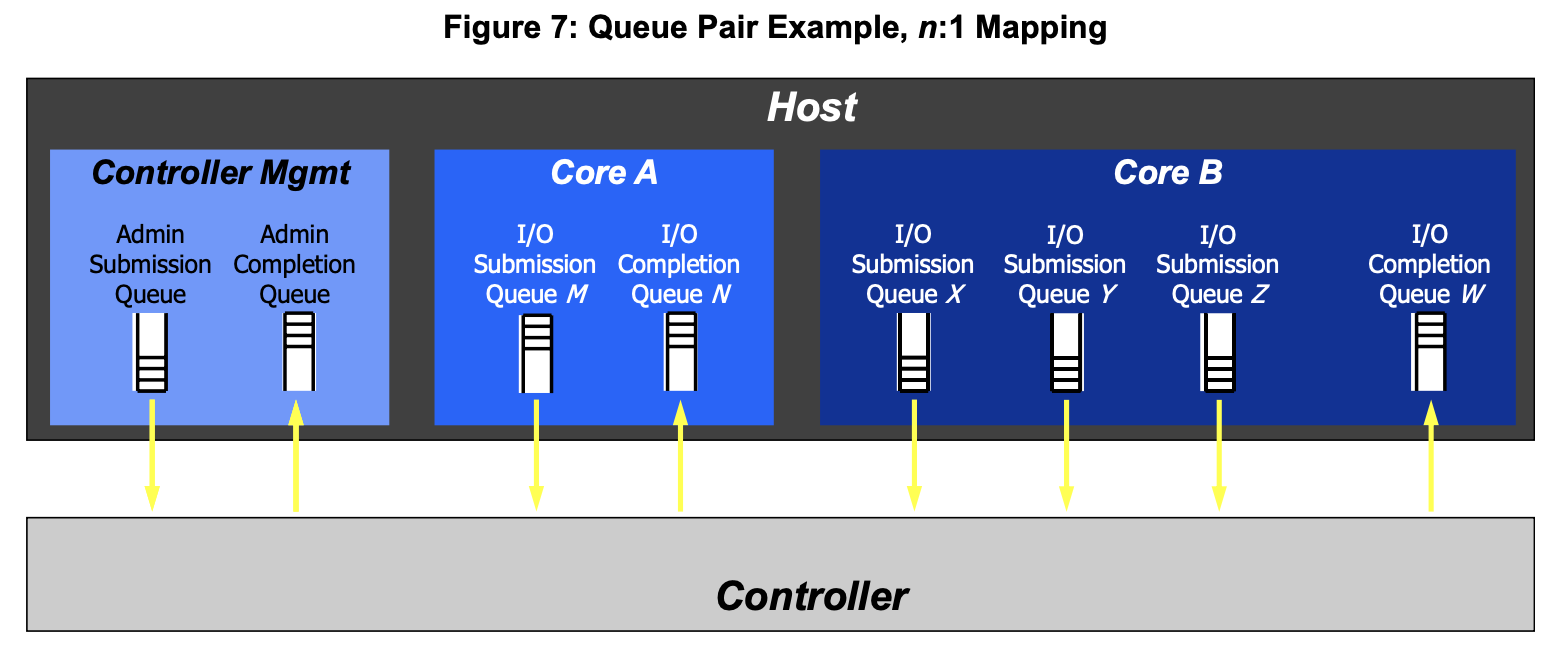 Figure 7: Queue Pair Example, n:1 Mapping
Host
Controller Mgmt
Admin
Submission
Queue
Admin
Completion
Queue
Core A
I/O
Submission
Queue M
I/O
Completion
Queue N
Core B
I/O
Submission
Queue X
I/O
Submission
Queue Y
I/O
Submission
Queue Z
I/O
Completion
Queue W
Controller